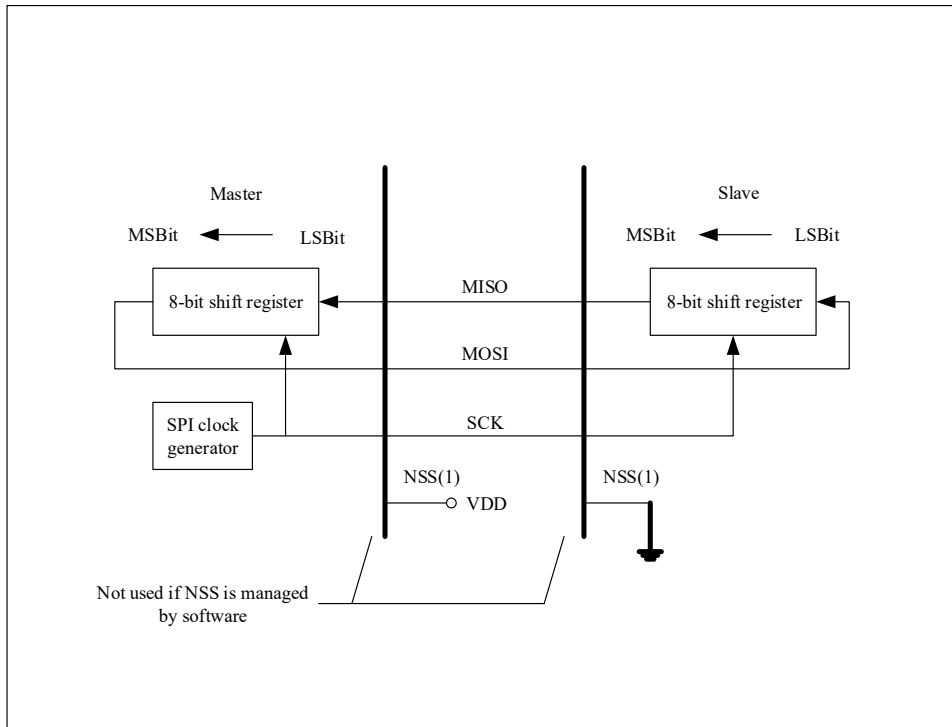 Master
Slave
MSBit
LSBit
MSBit
LSBit
8-bit shift register
MISO
8-bit shift register
MOSI
SPI clock
generator
SCK
NSS(1)
VDD
NSS(1)
Not used if NSS is managed
by software